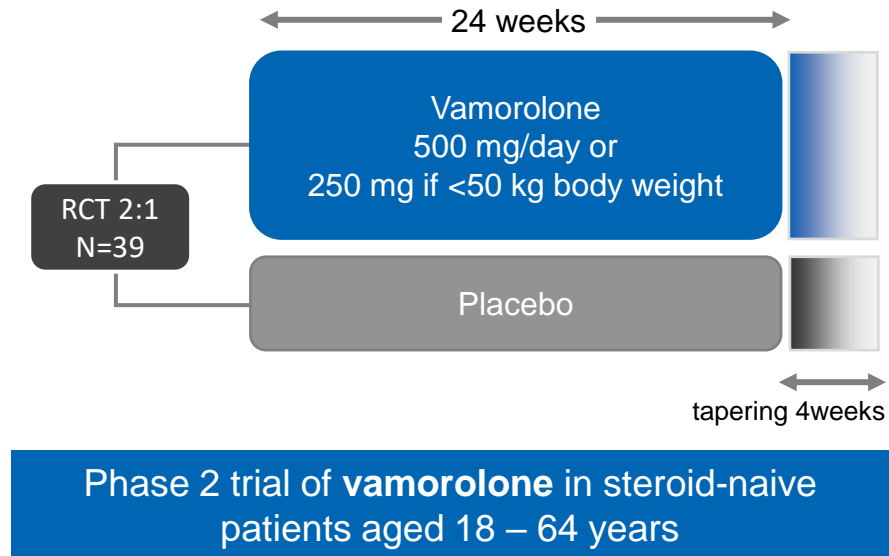 24 weeks
Vamorolone
500 mg/day or
250 mg if <50 kg body weight
RCT 2:1
N=39
Placebo
tapering 4weeks
Phase 2 trial of vamorolone in steroid-naive
patients aged 18 – 64 years